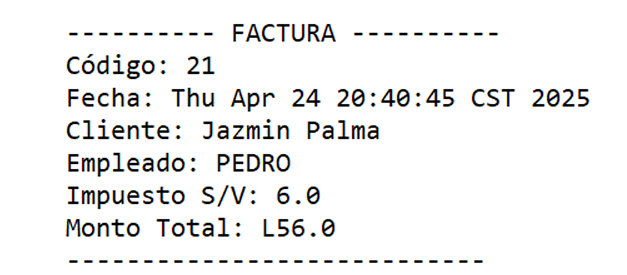 ---------- FACTURA ----------
Código: 21
Fecha: Thu Apr 24 20:40:45 CST 2025
Cliente: Jazmin Palma
Empleado: PEDRO
Impuesto S/V: 6.0
Monto Total: L56.0
----------------------------